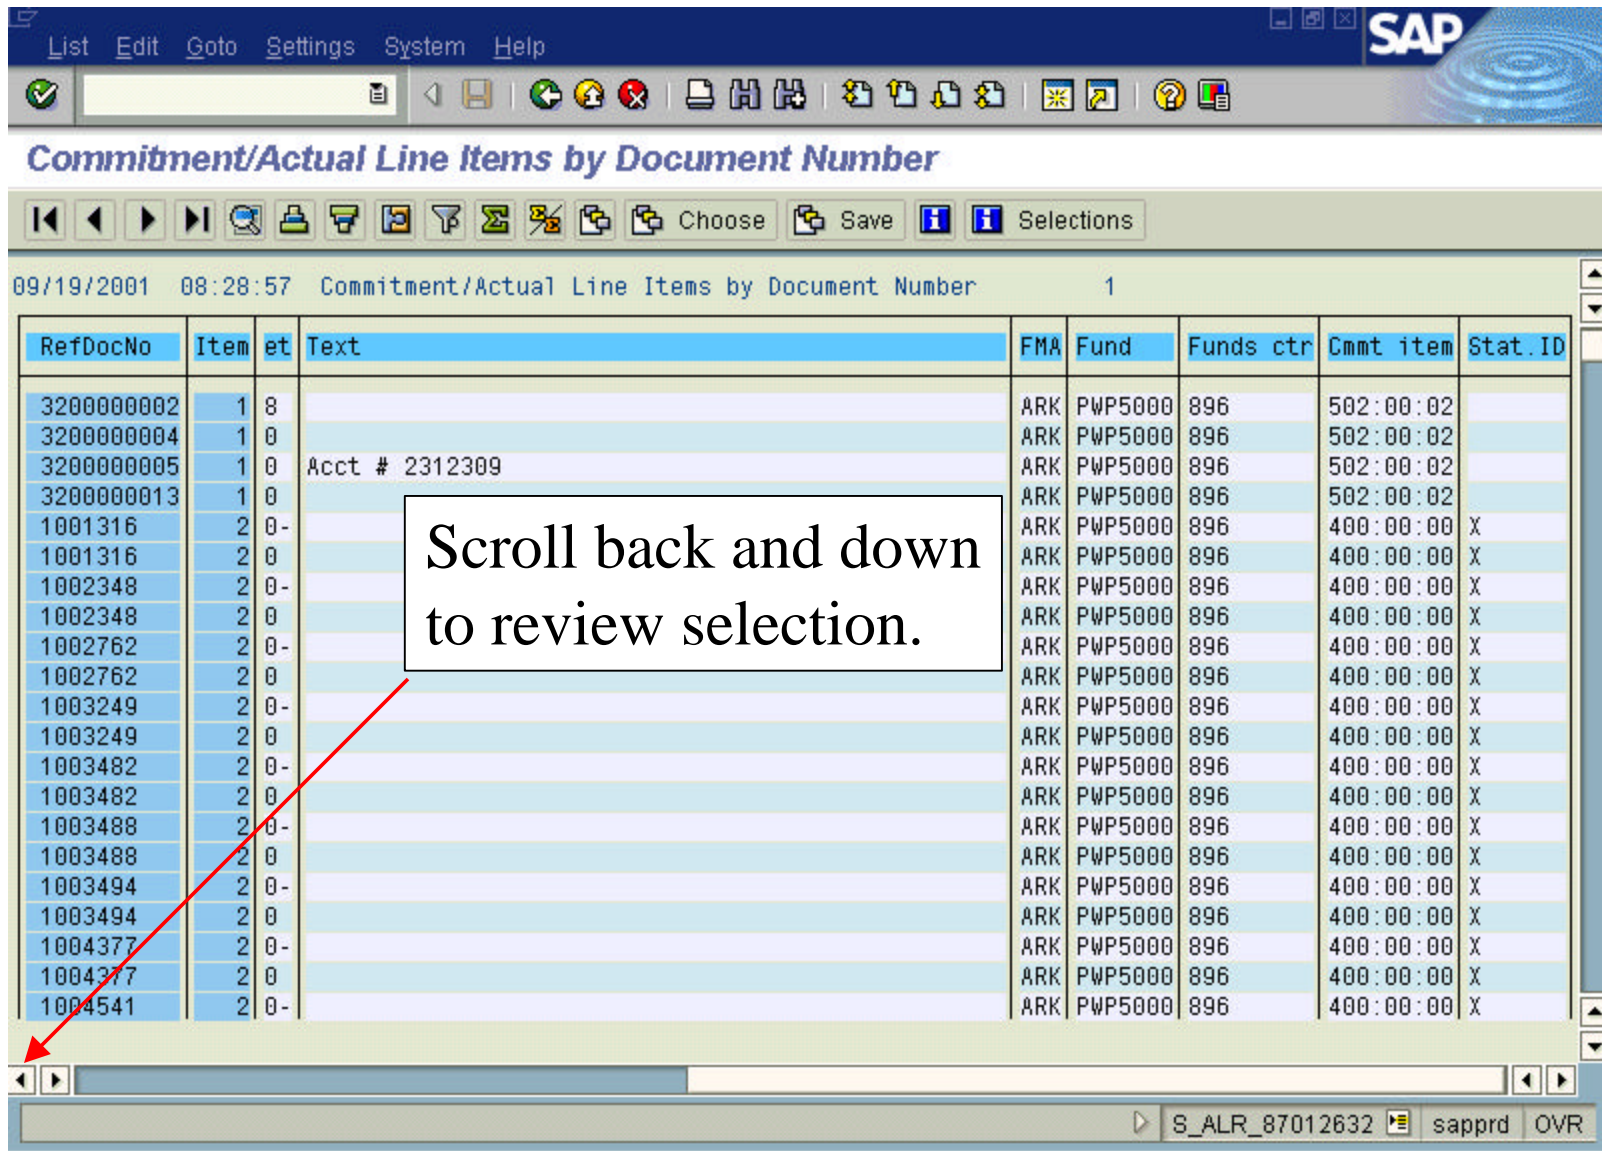 List Edit Goto Settings System Help
SAP
Commitment/Actual Line Items by Document Number
Choose Save Selections
09/19/2001 08:28:57 Commitment/Actual Line Items by Document Number 1
RefDocNo Item et Text FMA Fund Funds ctr Cmmt item Stat.ID
3200000002 1 8 ARK PWP5000 896 502:00:02
3200000004 1 0 ARK PWP5000 896 502:00:02
3200000005 1 0 Acct # 2312309 ARK PWP5000 896 502:00:02
3200000013 1 0 ARK PWP5000 896 502:00:02
1001316 2 0- ARK PWP5000 896 400:00:00 X
1001316 2 0 ARK PWP5000 896 400:00:00 X
1002348 2 0- ARK PWP5000 896 400:00:00 X
1002348 2 0 ARK PWP5000 896 400:00:00 X
1002762 2 0- ARK PWP5000 896 400:00:00 X
1002762 2 0 ARK PWP5000 896 400:00:00 X
1003249 2 0- ARK PWP5000 896 400:00:00 X
1003249 2 0 ARK PWP5000 896 400:00:00 X
1003482 2 0- ARK PWP5000 896 400:00:00 X
1003482 2 0 ARK PWP5000 896 400:00:00 X
1003488 2 0- ARK PWP5000 896 400:00:00 X
1003488 2 0 ARK PWP5000 896 400:00:00 X
1003494 2 0- ARK PWP5000 896 400:00:00 X
1003494 2 0 ARK PWP5000 896 400:00:00 X
1004377 2 0- ARK PWP5000 896 400:00:00 X
1004377 2 0 ARK PWP5000 896 400:00:00 X
1004541 2 0- ARK PWP5000 896 400:00:00 X
Scroll back and down
to review selection.
S_ALR_87012632 sapprd OVR